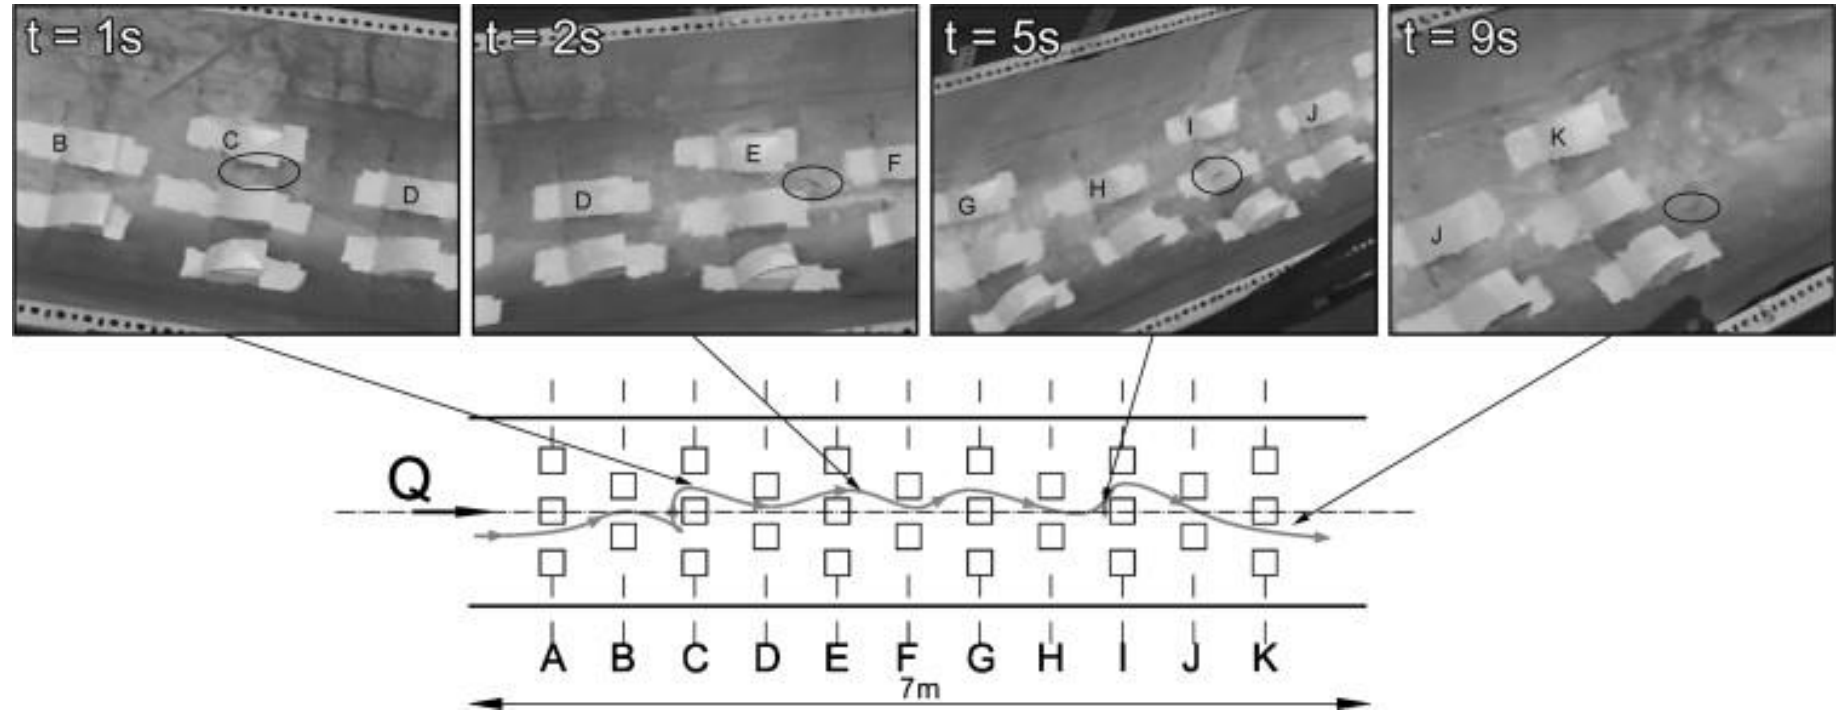 t = 1s
t = 2s
t = 5s
t = 9s
B
C
D
D
E
F
G
H
I
J
J
K
Q
A B C D E F G H I J K
7m